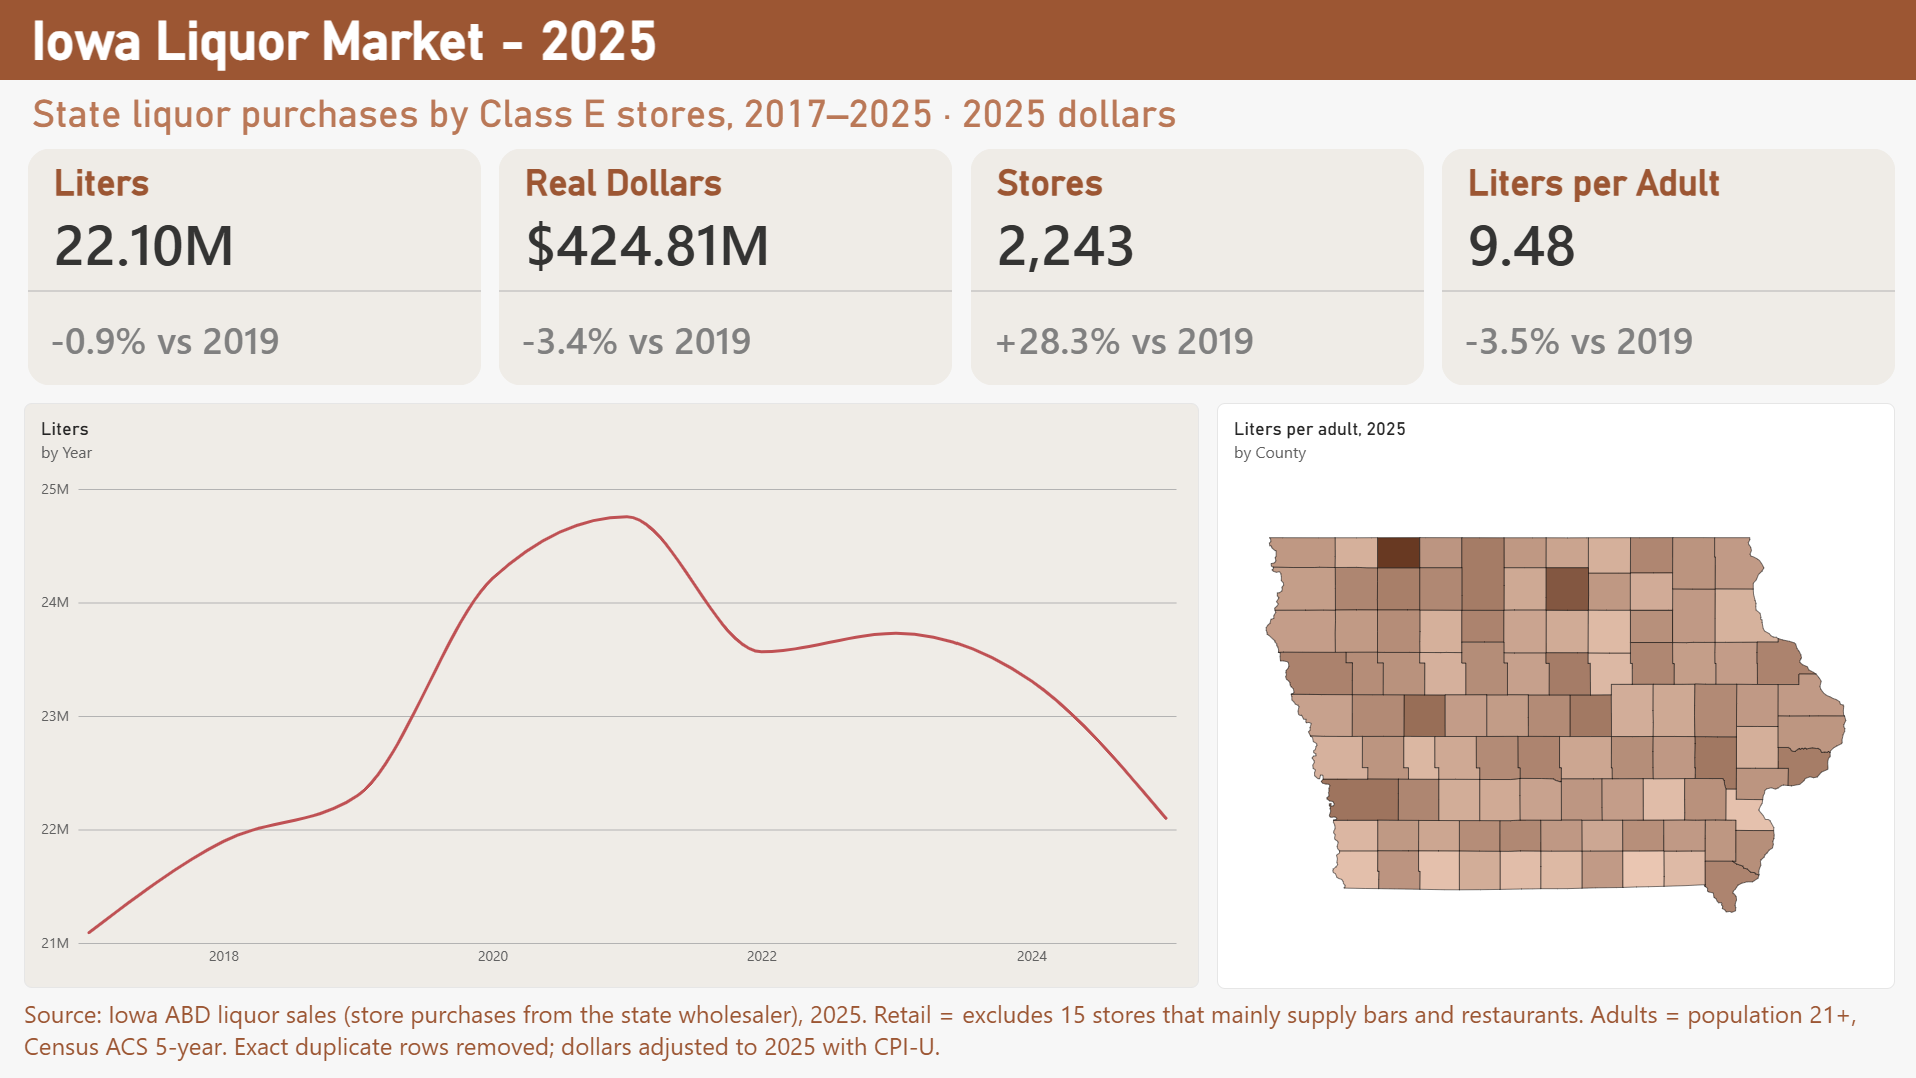 Iowa Liquor Market - 2025
State liquor purchases by Class E stores, 2017–2025 · 2025 dollars
Liters
22.10M
-0.9% vs 2019
Real Dollars
$424.81M
-3.4% vs 2019
Stores
2,243
+28.3% vs 2019
Liters per Adult
9.48
-3.5% vs 2019
Liters
by Year
25M
24M
23M
22M
21M
2018
2020
2022
2024
Liters per adult, 2025
by County
Source: Iowa ABD liquor sales (store purchases from the state wholesaler), 2025. Retail = excludes 15 stores that mainly supply bars and restaurants. Adults = population 21+,
Census ACS 5-year. Exact duplicate rows removed; dollars adjusted to 2025 with CPI-U.